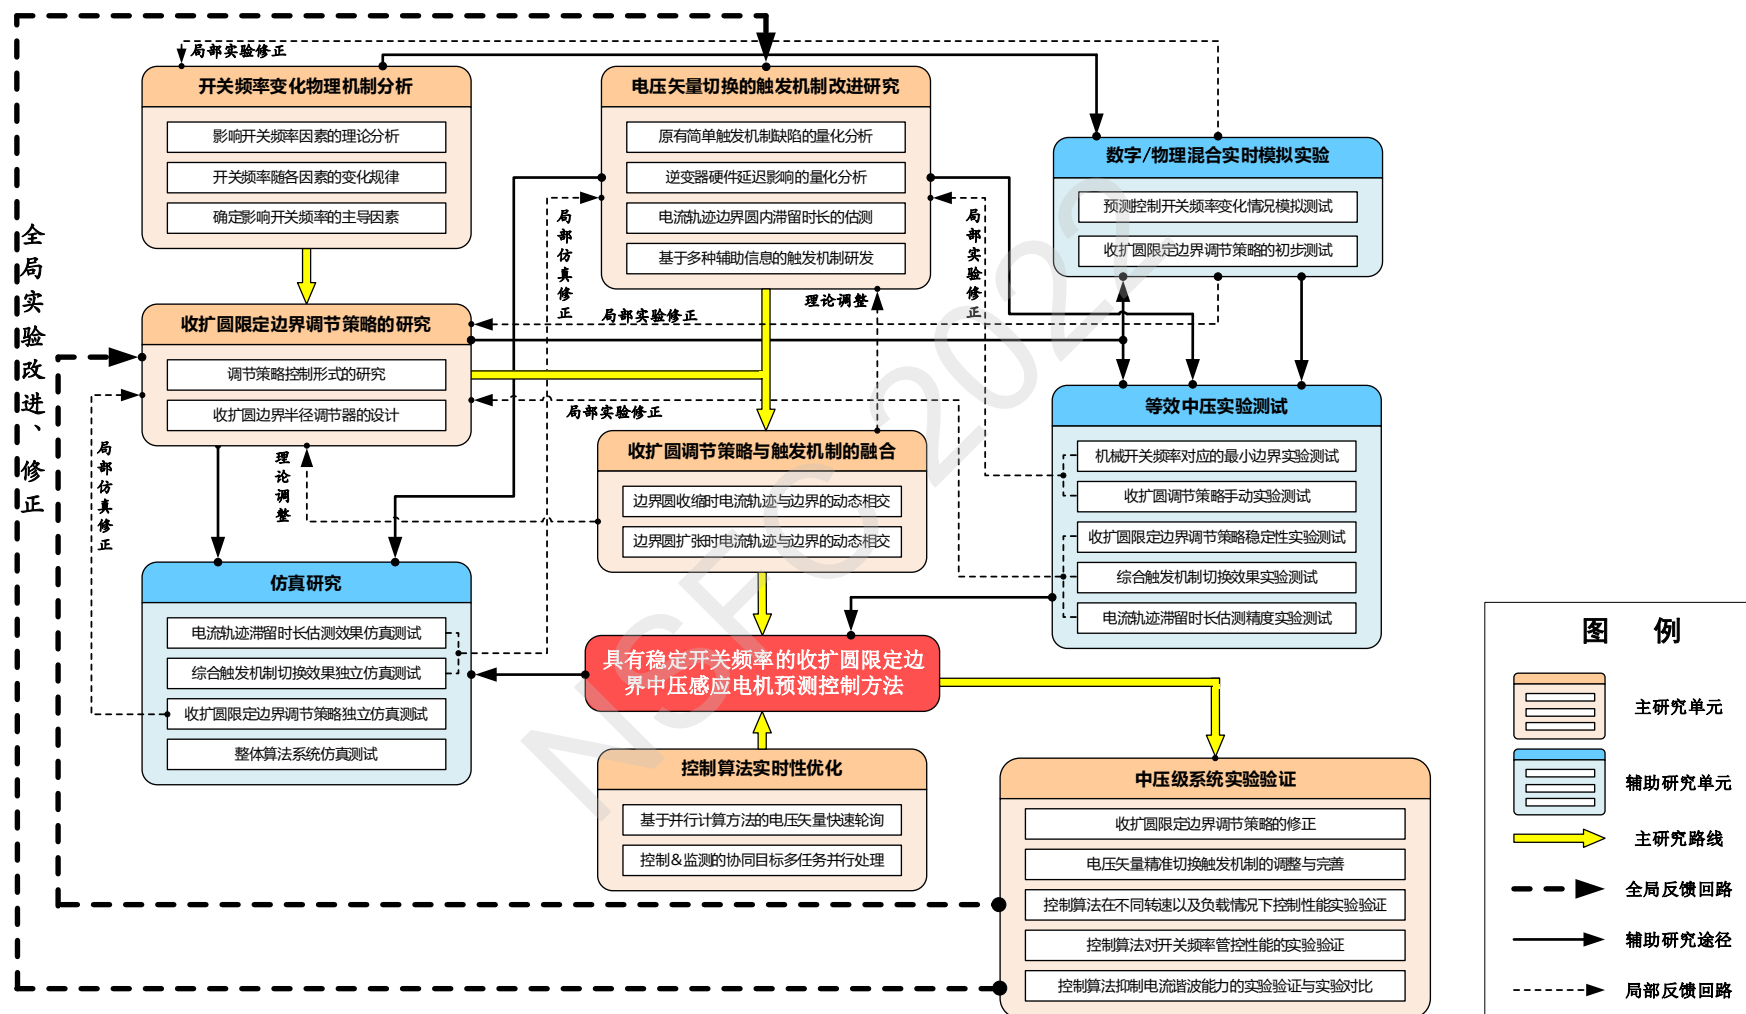 局部实验修正
开关频率变化物理机制分析
影响开关频率因素的理论分析
开关频率随各因素的变化规律
确定影响开关频率的主导因素
电压矢量切换的触发机制改进研究
原有简单触发机制缺陷的量化分析
逆变器硬件延迟影响的量化分析
电流轨迹边界圆内滞留时长的估测
基于多种辅助信息的触发机制研发
数字/物理混合实时模拟实验
预测控制开关频率变化情况模拟测试
收扩圆限定边界调节策略的初步测试
全局实验改进、修正
局部仿真修正
局部实验修正
理论调整
局部实验修正
收扩圆限定边界调节策略的研究
调节策略控制形式的研究
收扩圆边界半径调节器的设计
局部实验修正
局部仿真修正
理论调整
收扩圆调节策略与触发机制的融合
边界圆收缩时电流轨迹与边界的动态相交
边界圆扩张时电流轨迹与边界的动态相交
等效中压实验测试
机械开关频率对应的最小边界实验测试
收扩圆调节策略手动实验测试
收扩圆限定边界调节策略稳定性实验测试
综合触发机制切换效果实验测试
电流轨迹滞留时长估测精度实验测试
仿真研究
电流轨迹滞留时长估测效果仿真测试
综合触发机制切换效果独立仿真测试
收扩圆限定边界调节策略独立仿真测试
整体算法系统仿真测试
具有稳定开关频率的收扩圆限定边
界中压感应电机预测控制方法
控制算法实时性优化
基于并行计算方法的电压矢量快速轮询
控制&监测的协同目标多任务并行处理
中压级系统实验验证
收扩圆限定边界调节策略的修正
电压矢量精准切换触发机制的调整与完善
控制算法在不同转速以及负载情况下控制性能实验验证
控制算法对开关频率管控性能的实验验证
控制算法抑制电流谐波能力的实验验证与实验对比
图 例
主研究单元
辅助研究单元
主研究路线
全局反馈回路
辅助研究途径
局部反馈回路
NSFC 2022